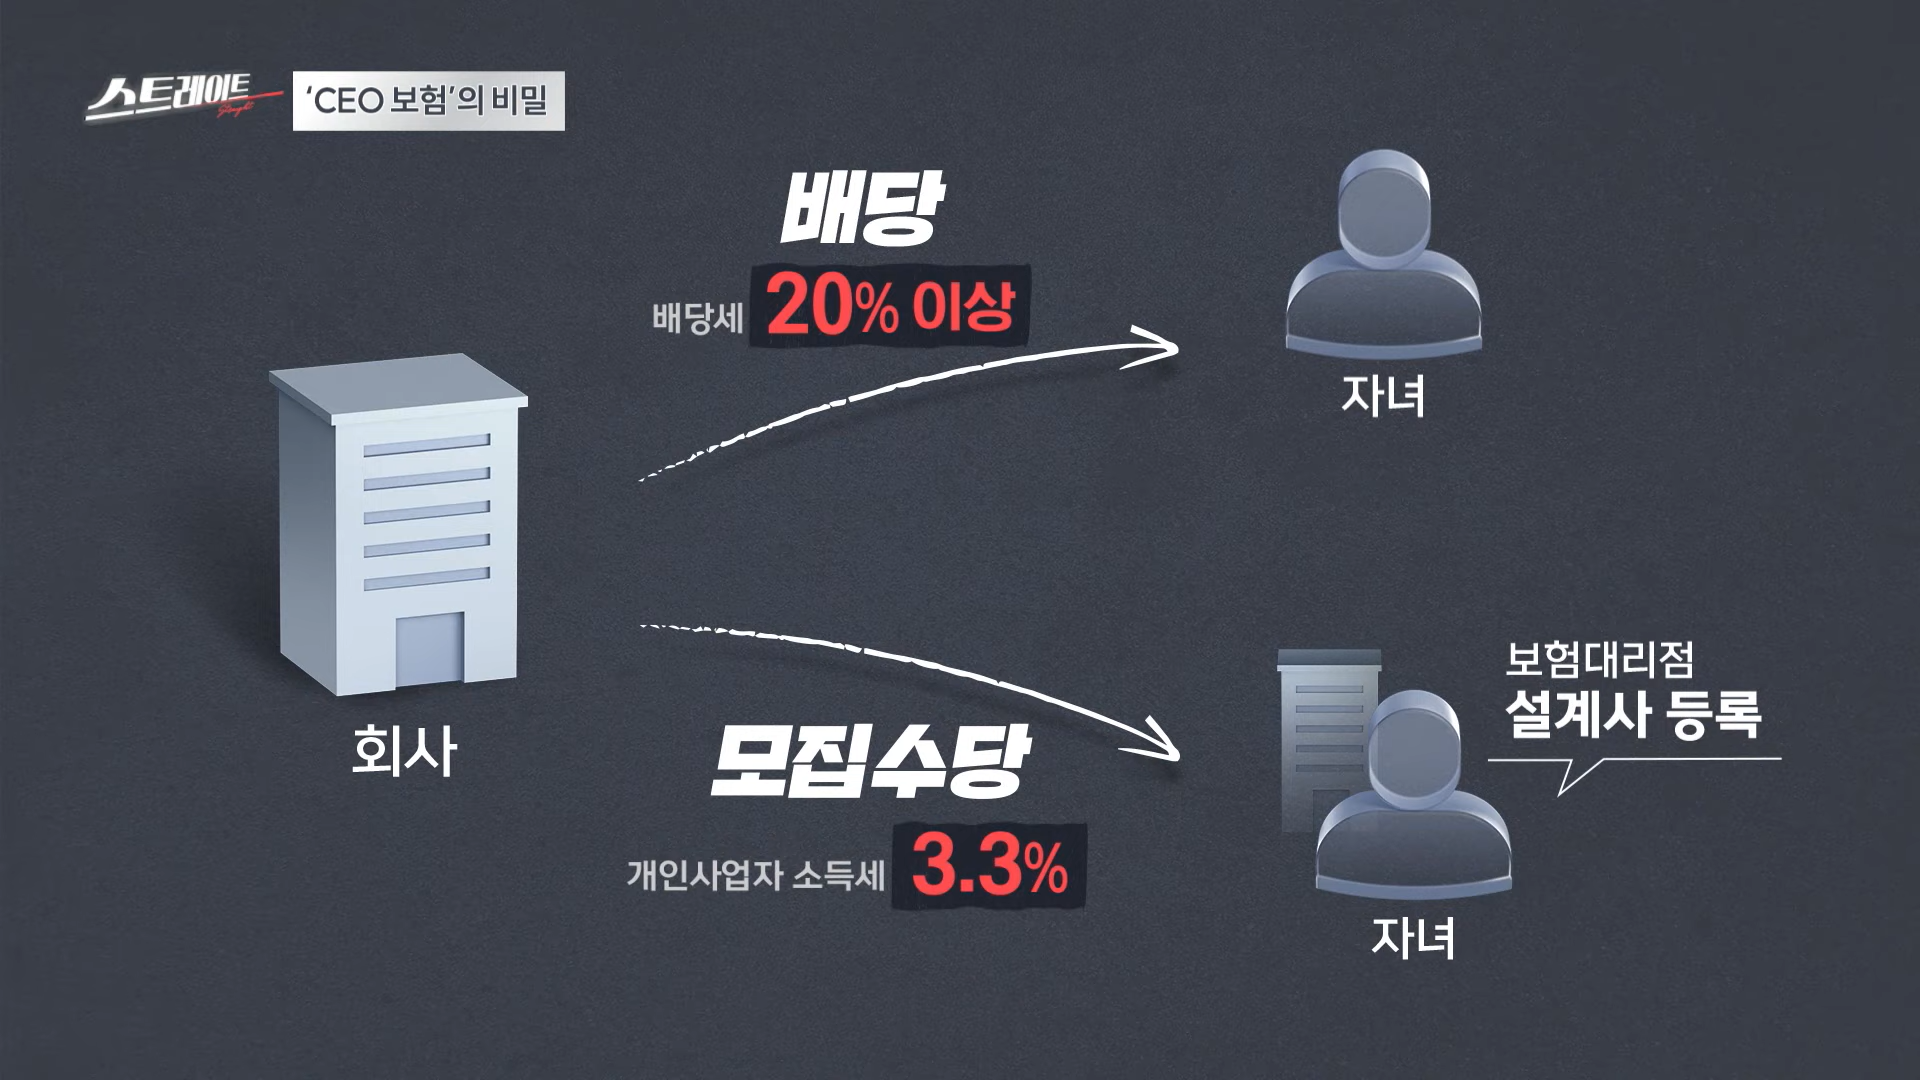 스트레이트
Straight
'CEO 보험'의 비밀
배당
배당세 20% 이상
자녀
회사
모집수당
개인사업자 소득세 3.3%
보험대리점
설계사 등록
자녀